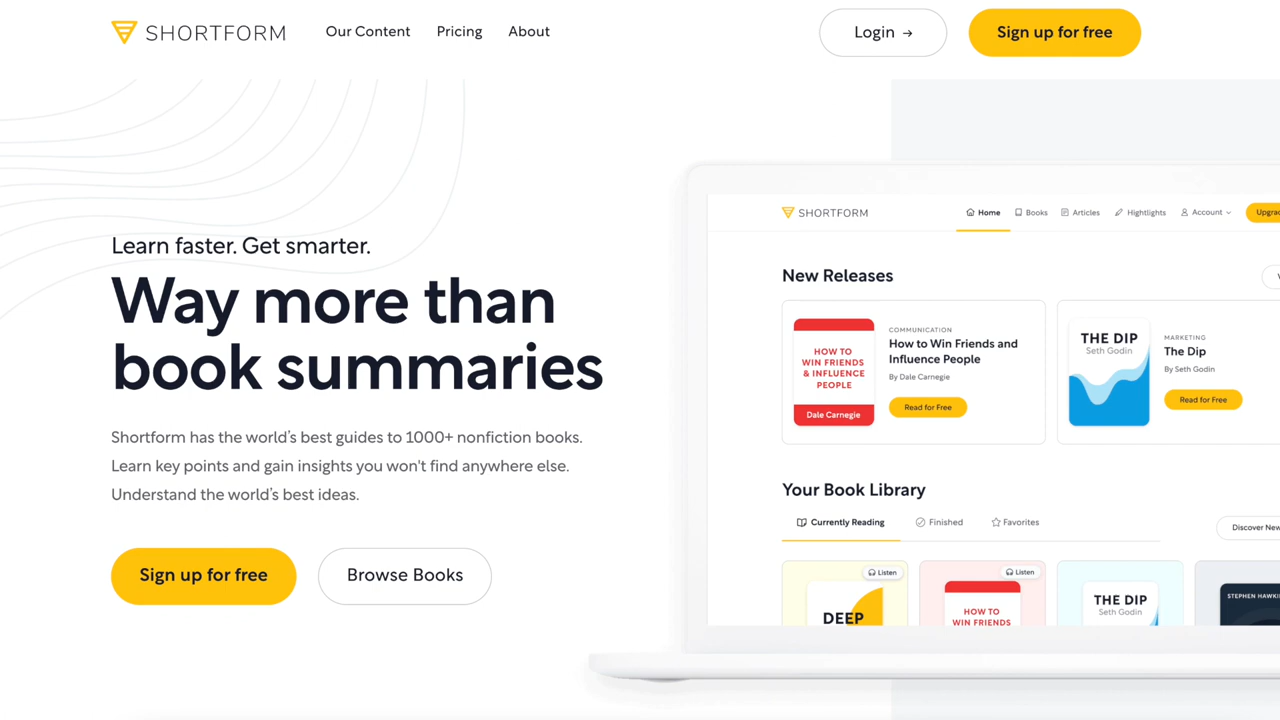 SHORTFORM
Our Content
Pricing
About
Login →
Sign up for free
Learn faster. Get smarter.
Way more than
book summaries
Shortform has the world's best guides to 1000+ nonfiction books.
Learn key points and gain insights you won't find anywhere else.
Understand the world's best ideas.
Sign up for free
Browse Books
SHORTFORM
Home
Books
Articles
Hightlights
Account
New Releases
HOW TO
WIN FRIENDS
& INFLUENCE
PEOPLE
Dale Carnegie
COMMUNICATION
How to Win Friends and
Influence People
By Dale Carnegie
Read for Free
THE DIP
Seth Godin
MARKETING
The Dip
By Seth Godin
Read for Free
Your Book Library
Currently Reading
Finished
Favorites
Discover New
Listen
DEEP
Listen
HOW TO
WIN FRIENDS
THE DIP
Seth Godin
STEPHEN